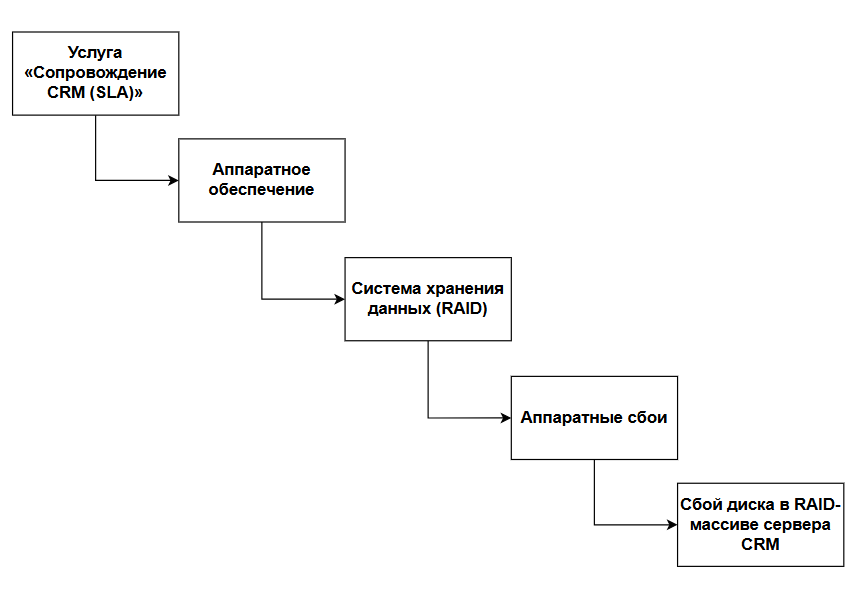 Услуга
«Сопровождение
CRM (SLA)»
Аппаратное
обеспечение
Система хранения
данных (RAID)
Аппаратные сбои
Сбой диска в RAID-
массиве сервера
CRM